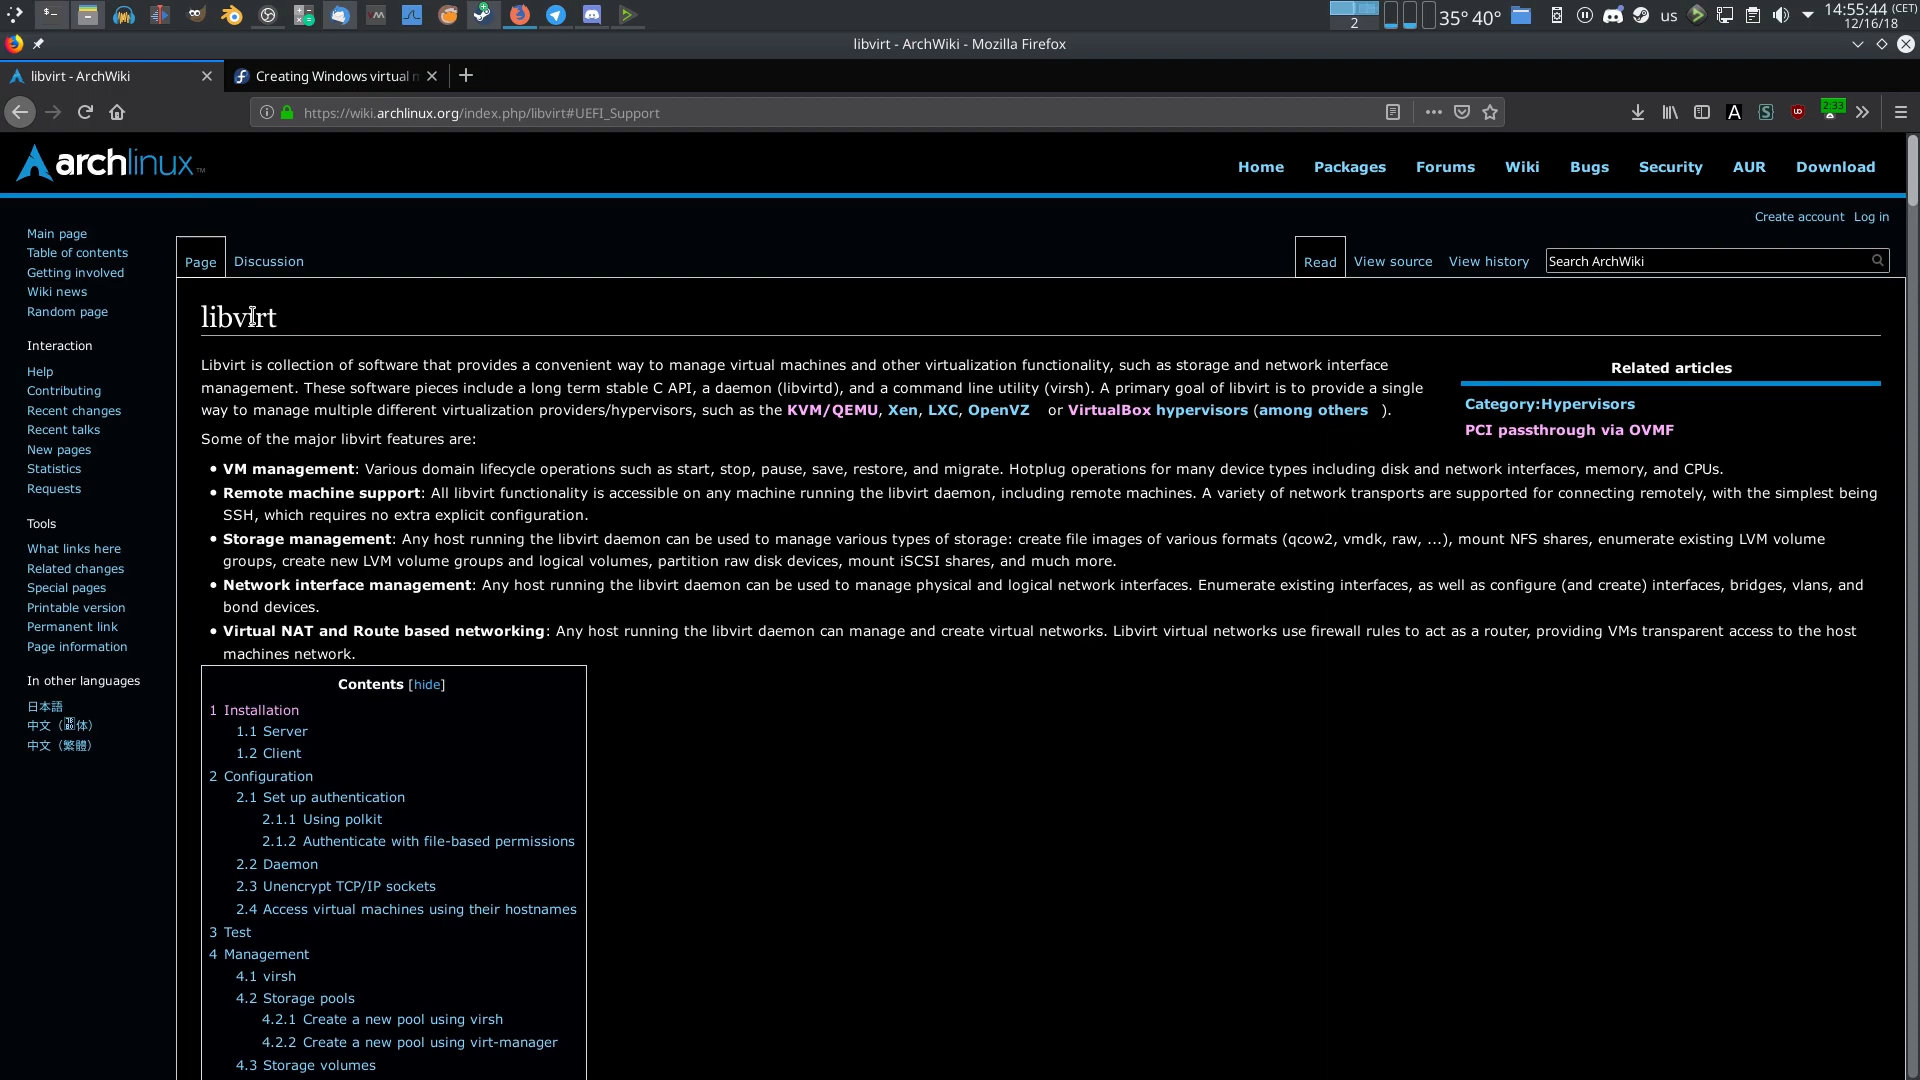 2
35° 40°
us
14:55:44 (CET)
12/16/18
libvirt - ArchWiki - Mozilla Firefox
libvirt - ArchWiki
Creating Windows virtual
https://wiki.archlinux.org/index.php/libvirt#UEFI_Support
2:33
archlinux™
Home Packages Forums Wiki Bugs Security AUR Download
Create account Log in
Page Discussion
Read View source View history Search ArchWiki
Main page
Table of contents
Getting involved
Wiki news
Random page
Interaction
Help
Contributing
Recent changes
Recent talks
New pages
Statistics
Requests
Tools
What links here
Related changes
Special pages
Printable version
Permanent link
Page information
In other languages
日本語
中文（体）
中文（繁體）
libvirt
Libvirt is collection of software that provides a convenient way to manage virtual machines and other virtualization functionality, such as storage and network interface
management. These software pieces include a long term stable C API, a daemon (libvirtd), and a command line utility (virsh). A primary goal of libvirt is to provide a single
way to manage multiple different virtualization providers/hypervisors, such as the KVM/QEMU, Xen, LXC, OpenVZ or VirtualBox hypervisors (among others ).
Related articles
Category:Hypervisors
PCI passthrough via OVMF
Some of the major libvirt features are:
• VM management: Various domain lifecycle operations such as start, stop, pause, save, restore, and migrate. Hotplug operations for many device types including disk and network interfaces, memory, and CPUs.
• Remote machine support: All libvirt functionality is accessible on any machine running the libvirt daemon, including remote machines. A variety of network transports are supported for connecting remotely, with the simplest being
SSH, which requires no extra explicit configuration.
• Storage management: Any host running the libvirt daemon can be used to manage various types of storage: create file images of various formats (qcow2, vmdk, raw, ...), mount NFS shares, enumerate existing LVM volume
groups, create new LVM volume groups and logical volumes, partition raw disk devices, mount iSCSI shares, and much more.
• Network interface management: Any host running the libvirt daemon can be used to manage physical and logical network interfaces. Enumerate existing interfaces, as well as configure (and create) interfaces, bridges, vlans, and
bond devices.
• Virtual NAT and Route based networking: Any host running the libvirt daemon can manage and create virtual networks. Libvirt virtual networks use firewall rules to act as a router, providing VMs transparent access to the host
machines network.
Contents [hide]
1 Installation
1.1 Server
1.2 Client
2 Configuration
2.1 Set up authentication
2.1.1 Using polkit
2.1.2 Authenticate with file-based permissions
2.2 Daemon
2.3 Unencrypt TCP/IP sockets
2.4 Access virtual machines using their hostnames
3 Test
4 Management
4.1 virsh
4.2 Storage pools
4.2.1 Create a new pool using virsh
4.2.2 Create a new pool using virt-manager
4.3 Storage volumes